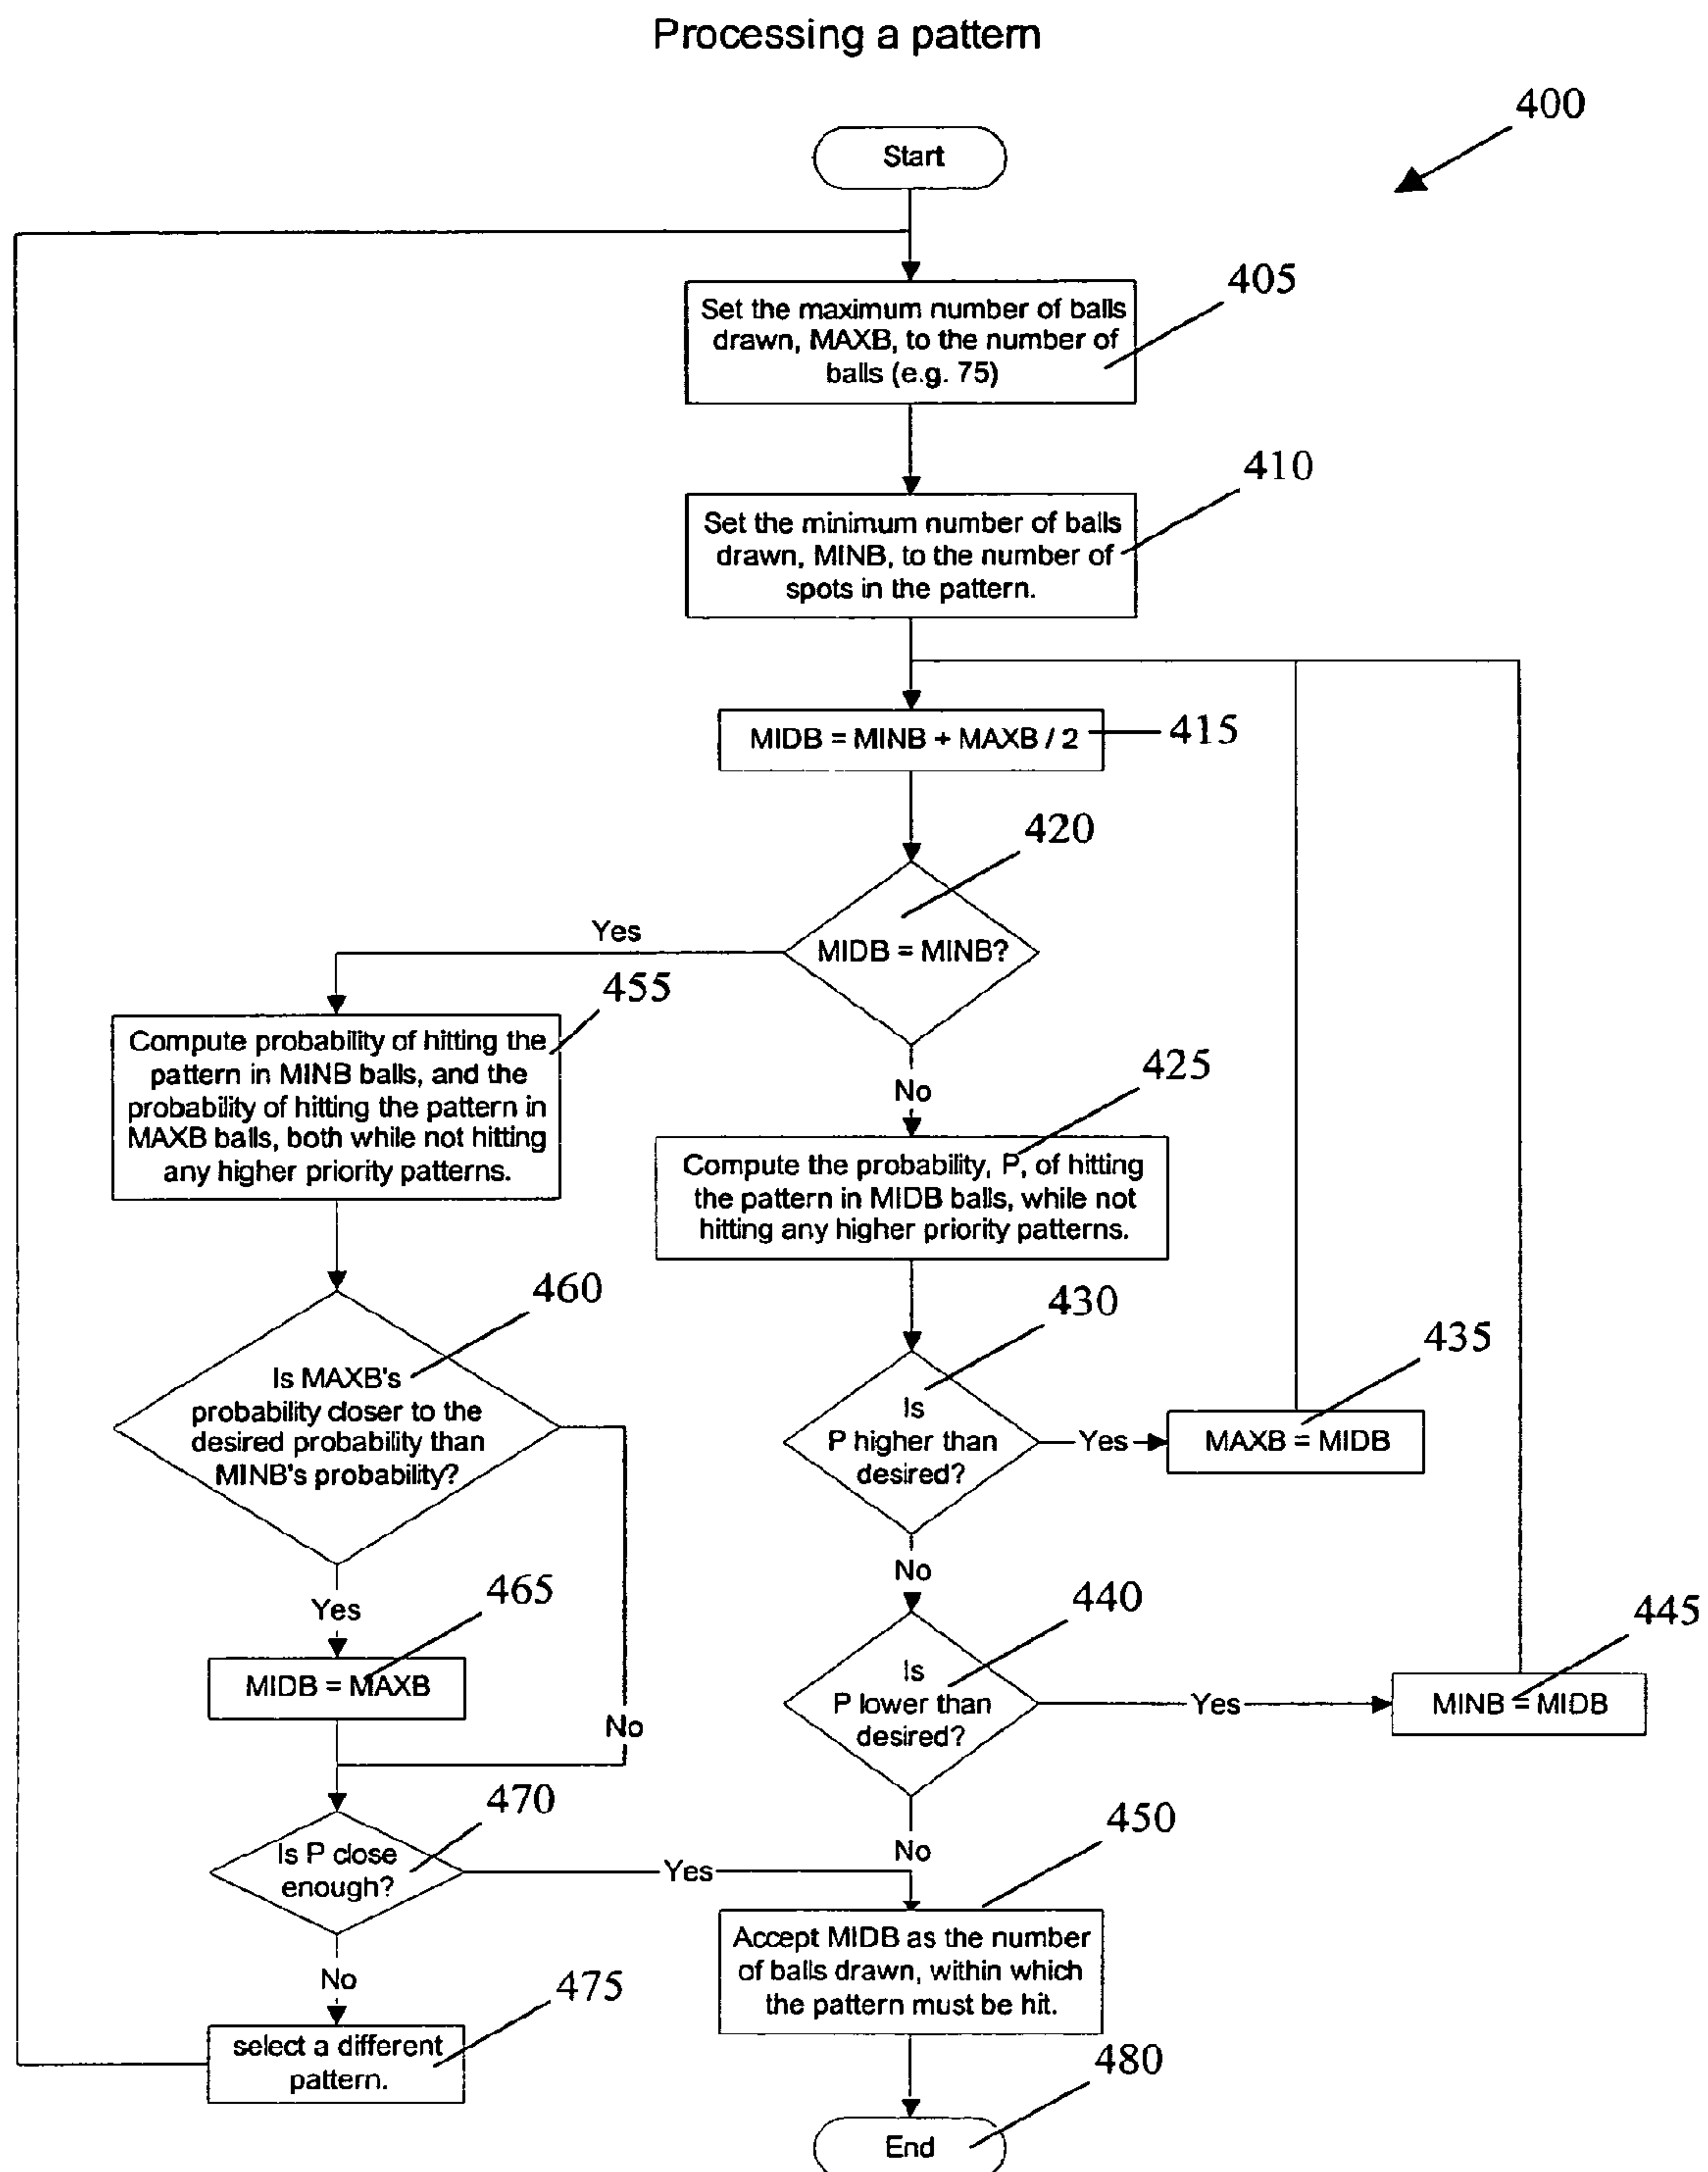 Processing a pattern
400
Start
405
Set the maximum number of balls
drawn, MAXB, to the number of
balls (e.g. 75)
410
Set the minimum number of balls
drawn, MINB, to the number of
spots in the pattern.
MIDB = MINB + MAXB / 2
415
420
MIDB = MINB?
Yes
No
455
Compute probability of hitting the
pattern in MINB balls, and the
probability of hitting the pattern in
MAXB balls, both while not hitting
any higher priority patterns.
425
Compute the probability, P, of hitting
the pattern in MIDB balls, while not
hitting any higher priority patterns.
460
Is MAXB's
probability closer to the
desired probability than
MINB's probability?
430
Is
P higher than
desired?
Yes
435
MAXB = MIDB
No
Yes
465
MIDB = MAXB
No
440
Is
P lower than
desired?
Yes
445
MINB = MIDB
470
Is P close
enough?
Yes
No
450
Accept MIDB as the number
of balls drawn, within which
the pattern must be hit.
No
475
select a different
pattern.
480
End